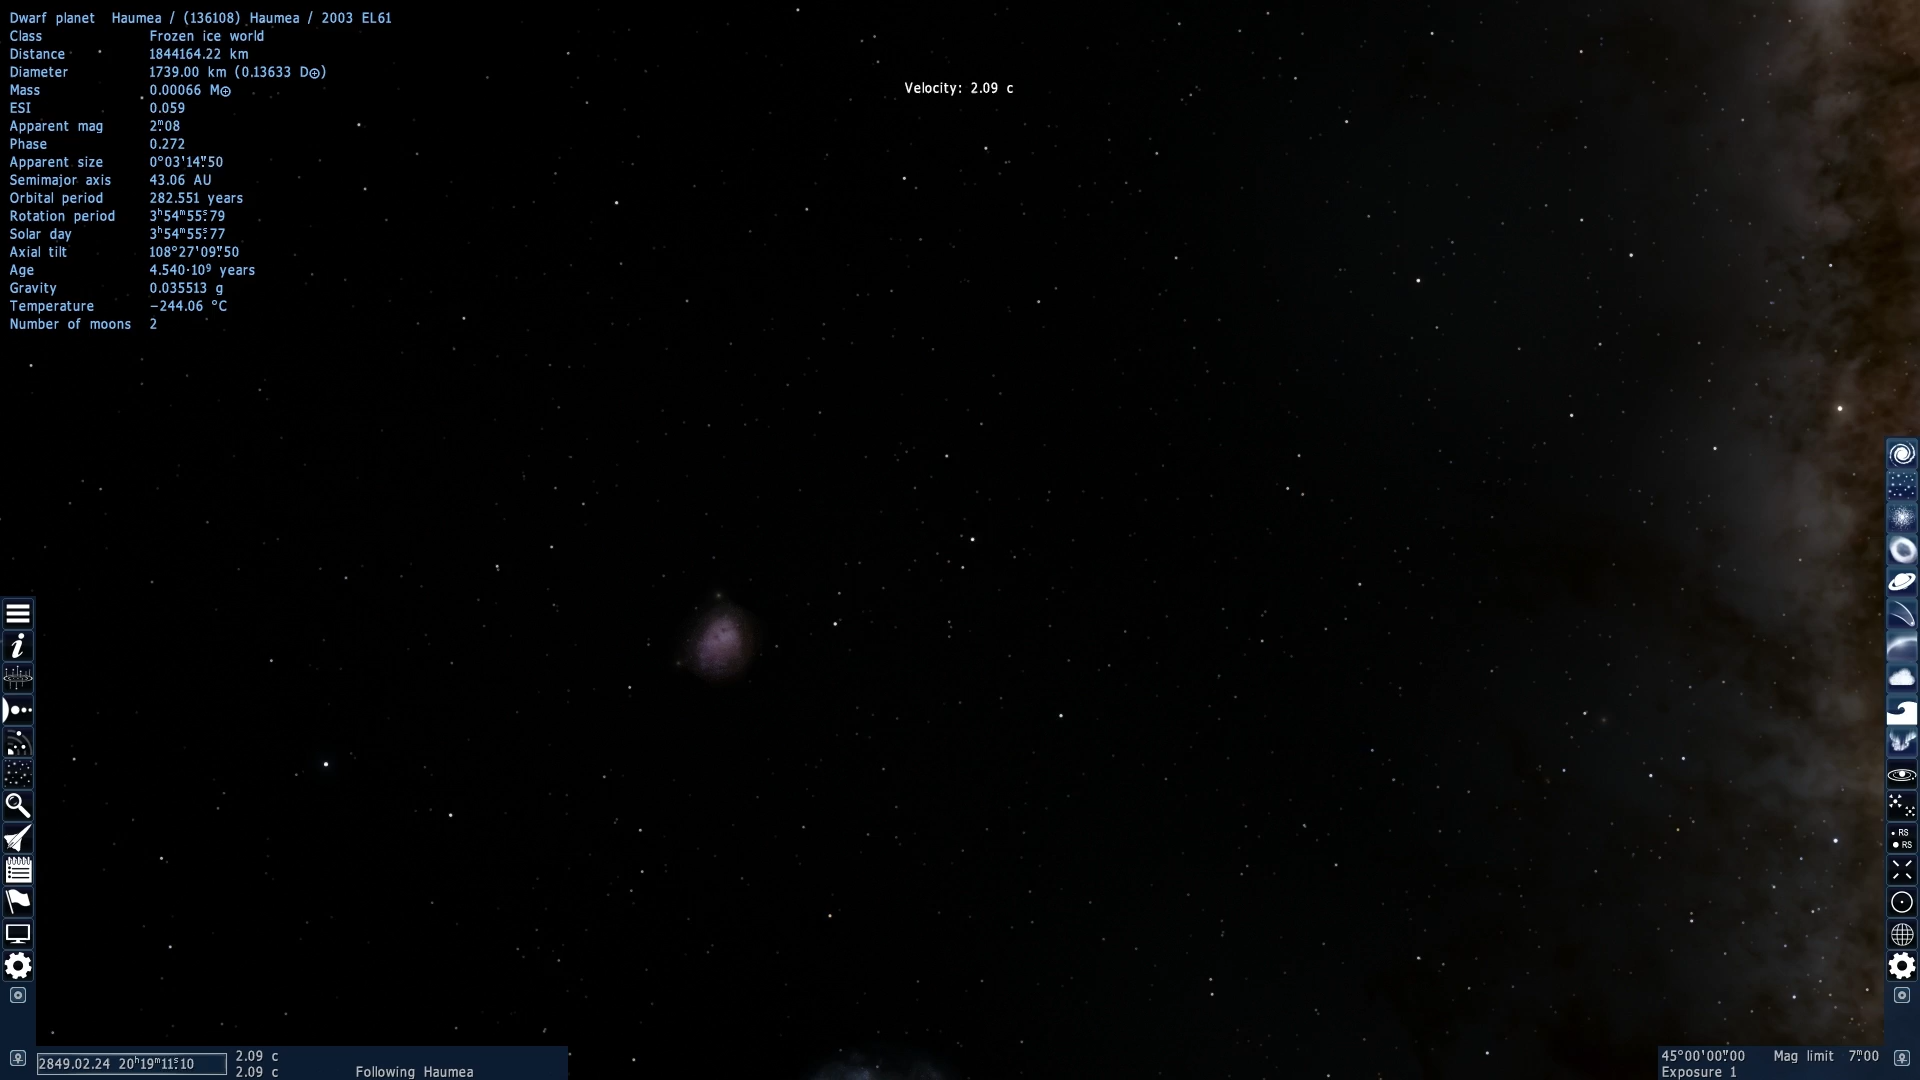 Dwarf planet Haumea / (136108) Haumea / 2003 EL61
Class Frozen ice world
Distance 1844164.22 km
Diameter 1739.00 km (0.13633 D⊕)
Mass 0.00066 M⊕
ESI 0.059
Apparent mag 2ᵐ.08
Phase 0.272
Apparent size 0°03'14".50
Semimajor axis 43.06 AU
Orbital period 282.551 years
Rotation period 3ʰ54ᵐ55ˢ.79
Solar day 3ʰ54ᵐ55ˢ.77
Axial tilt 108°27'09".50
Age 4.540·10⁹ years
Gravity 0.035513 g
Temperature −244.06 °C
Number of moons 2
Velocity: 2.09 c
RS
RS
2849.02.24 20ʰ19ᵐ11ˢ.10
2.09 c
2.09 c Following Haumea
45°00'00".00 Mag limit 7ᵐ.00
Exposure 1